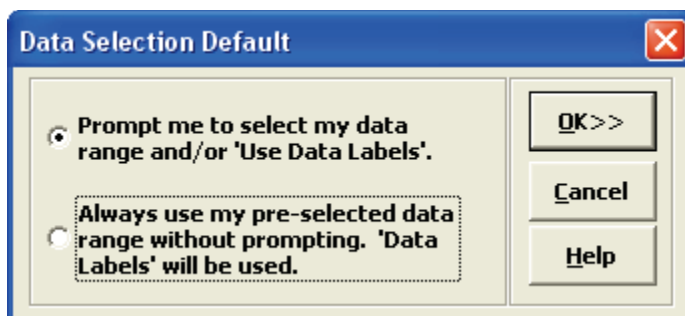 Data Selection Default
Prompt me to select my data
range and/or 'Use Data Labels'.
Always use my pre-selected data
range without prompting.  'Data
Labels' will be used.
OK>>
Cancel
Help